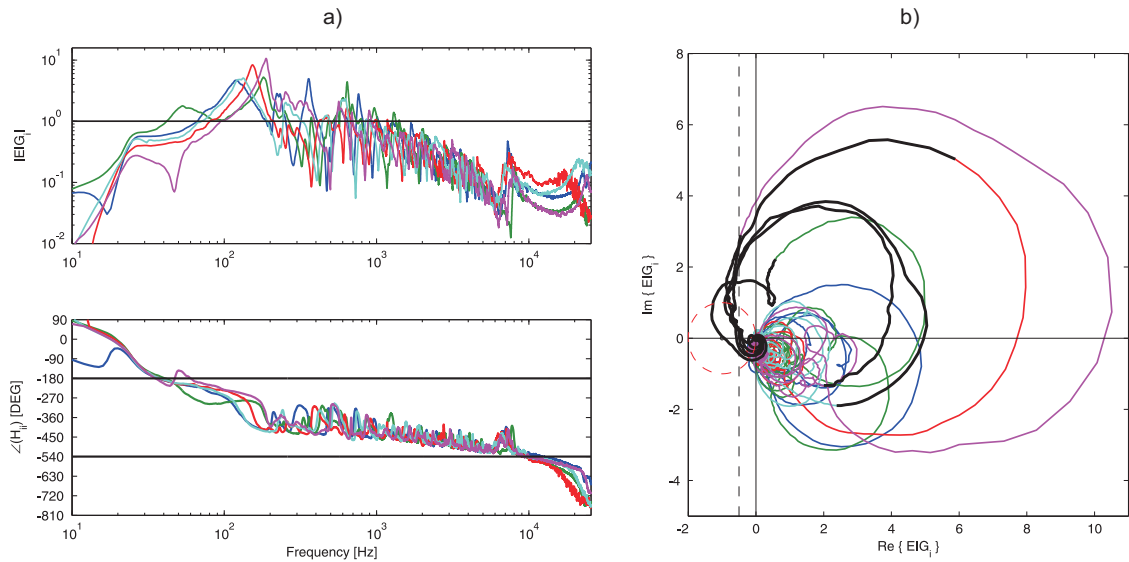 a)
|EIG_i|
10^1
10^0
10^-1
10^-2
10^1 10^2 10^3 10^4
∠(H_ij) [DEG]
90
0
-90
-180
-270
-360
-450
-540
-630
-720
-810
10^1 10^2 10^3 10^4
Frequency [Hz]
b)
Im { EIG_i }
8
6
4
2
0
-2
-4
-2 0 2 4 6 8 10
Re { EIG_i }